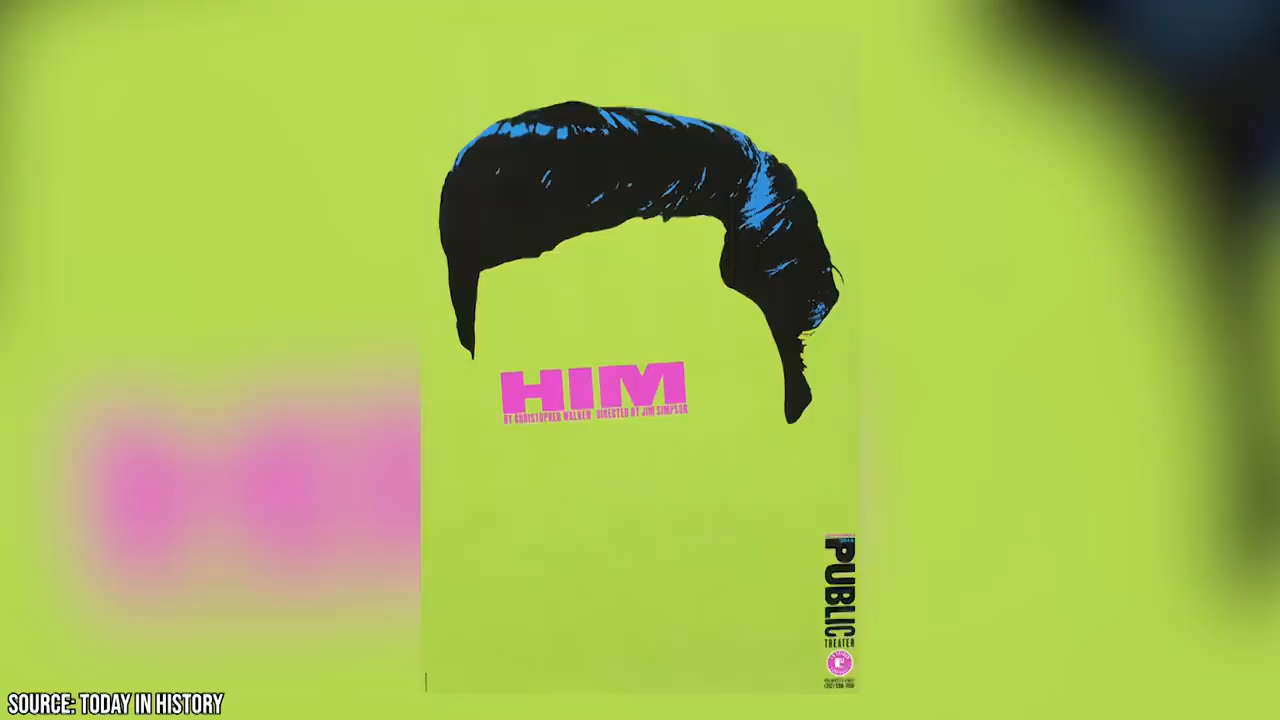 HIM
BY CHRISTOPHER WALKEN DIRECTED BY JIM SIMPSON
PUBLIC
THEATER
SOURCE: TODAY IN HISTORY